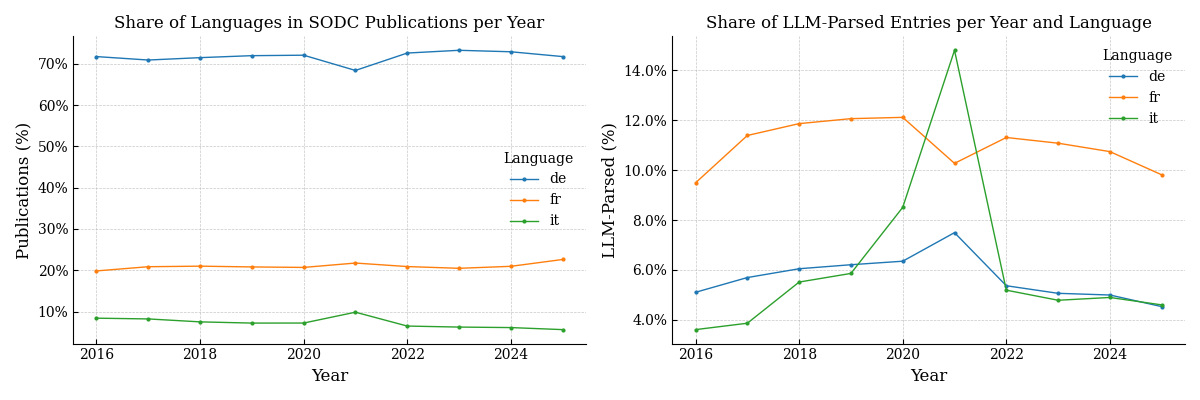 Share of Languages in SODC Publications per Year
Publications (%)
70%
60%
50%
40%
30%
20%
10%
Language
de
fr
it
2016
2018
2020
2022
2024
Year
Share of LLM-Parsed Entries per Year and Language
LLM-Parsed (%)
14.0%
12.0%
10.0%
8.0%
6.0%
4.0%
Language
de
fr
it
2016
2018
2020
2022
2024
Year